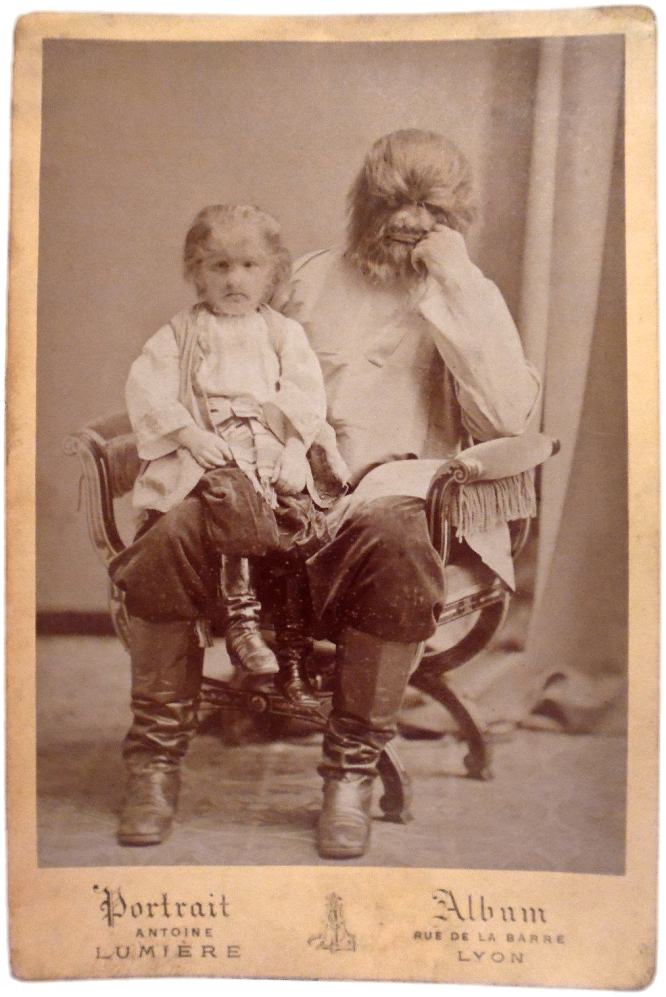 Portrait
ANTOINE
LUMIÈRE
Album
RUE DE LA BARRE
LYON